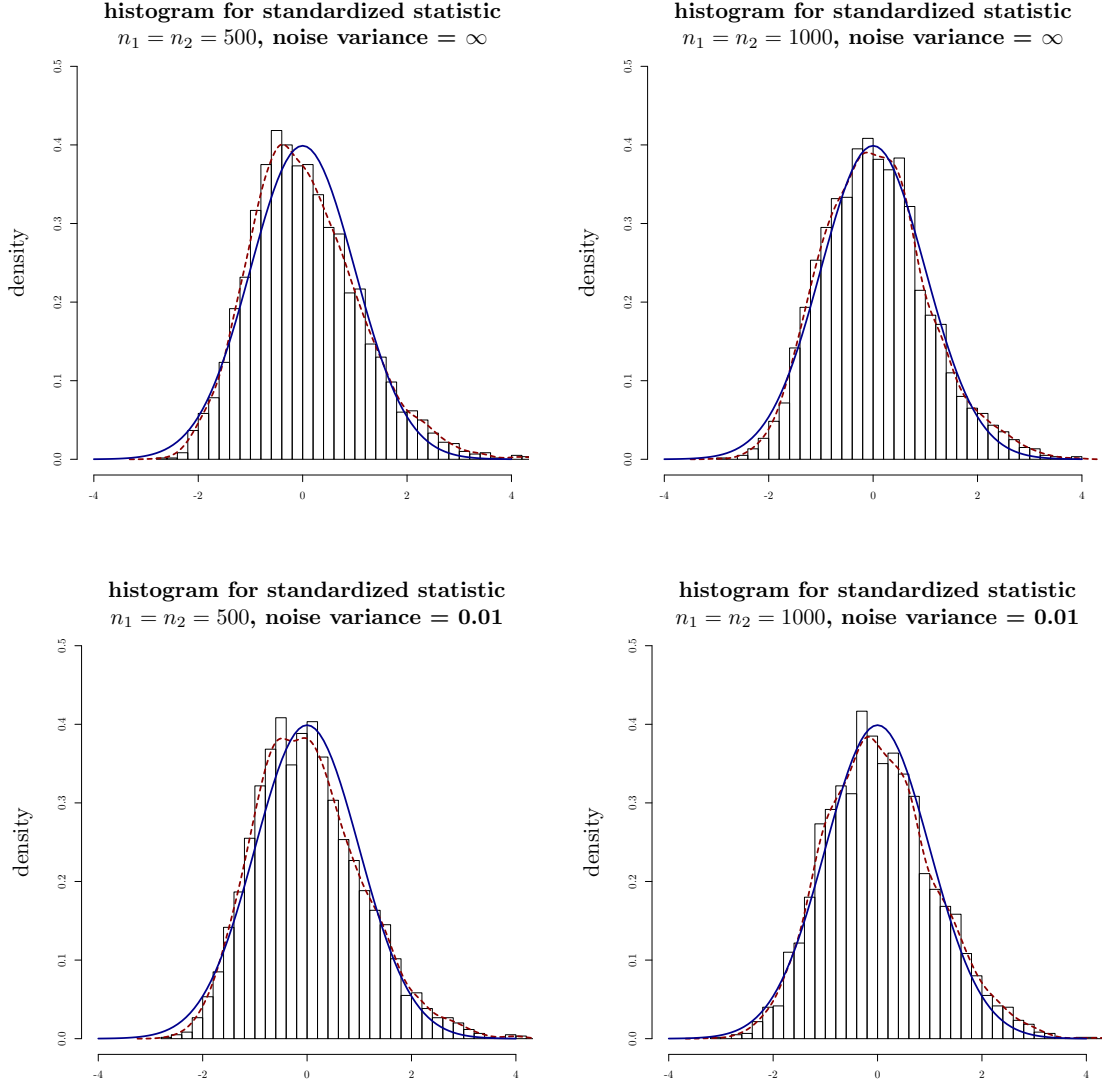 histogram for standardized statistic
n₁ = n₂ = 500, noise variance = ∞
0.5
0.4
0.3
0.2
0.1
0.0
density
-4 -2 0 2 4
histogram for standardized statistic
n₁ = n₂ = 1000, noise variance = ∞
0.5
0.4
0.3
0.2
0.1
0.0
density
-4 -2 0 2 4
histogram for standardized statistic
n₁ = n₂ = 500, noise variance = 0.01
0.5
0.4
0.3
0.2
0.1
0.0
density
-4 -2 0 2 4
histogram for standardized statistic
n₁ = n₂ = 1000, noise variance = 0.01
0.5
0.4
0.3
0.2
0.1
0.0
density
-4 -2 0 2 4